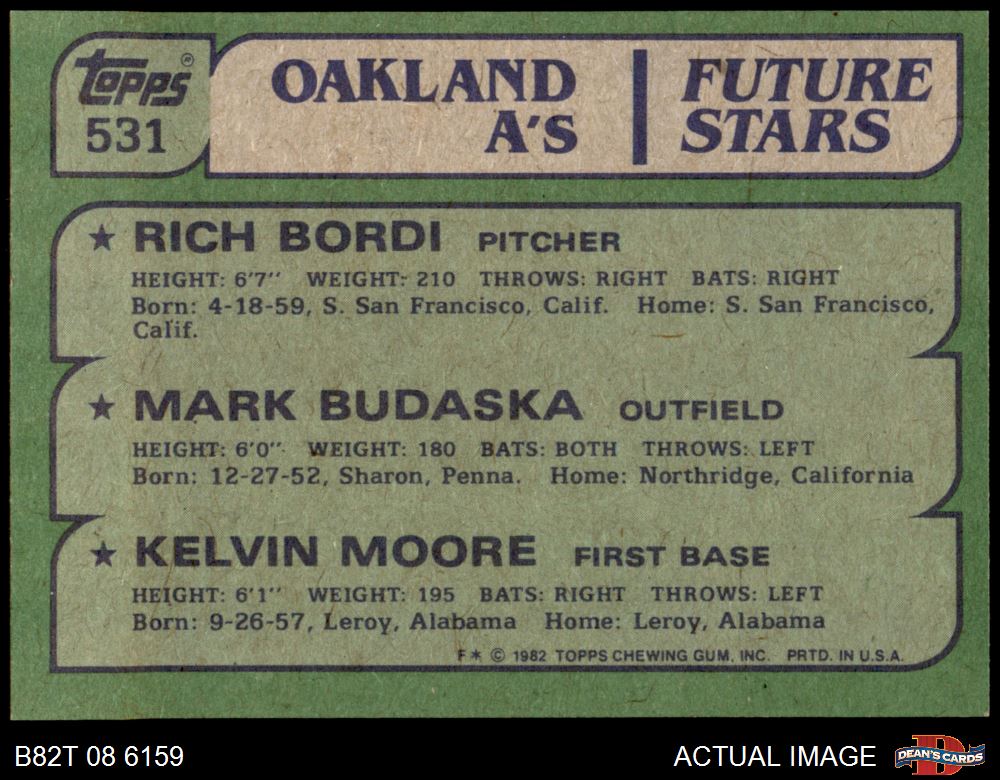 topps®
531
OAKLAND
A'S
FUTURE
STARS
★ RICH BORDI PITCHER
HEIGHT: 6'7" WEIGHT: 210 THROWS: RIGHT BATS: RIGHT
Born: 4-18-59, S. San Francisco, Calif. Home: S. San Francisco,
Calif.
★ MARK BUDASKA OUTFIELD
HEIGHT: 6'0" WEIGHT: 180 BATS: BOTH THROWS: LEFT
Born: 12-27-52, Sharon, Penna. Home: Northridge, California
★ KELVIN MOORE FIRST BASE
HEIGHT: 6'1" WEIGHT: 195 BATS: RIGHT THROWS: LEFT
Born: 9-26-57, Leroy, Alabama Home: Leroy, Alabama
F* © 1982 TOPPS CHEWING GUM, INC. PRTD. IN U.S.A.
B82T 08 6159
ACTUAL IMAGE
D
DEAN'S CARDS